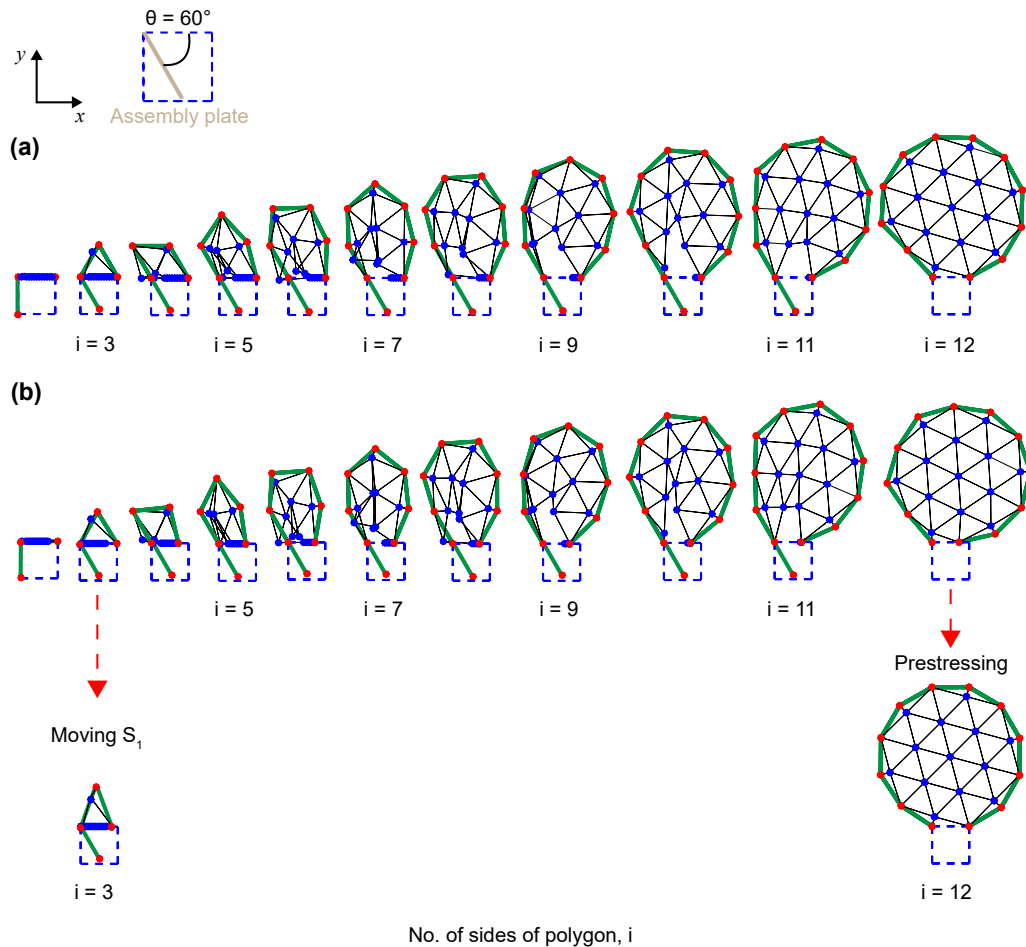 θ = 60°
y
x
Assembly plate
(a)
i = 3
i = 5
i = 7
i = 9
i = 11
i = 12
(b)
i = 5
i = 7
i = 9
i = 11
Prestressing
Moving S₁
i = 3
i = 12
No. of sides of polygon, i